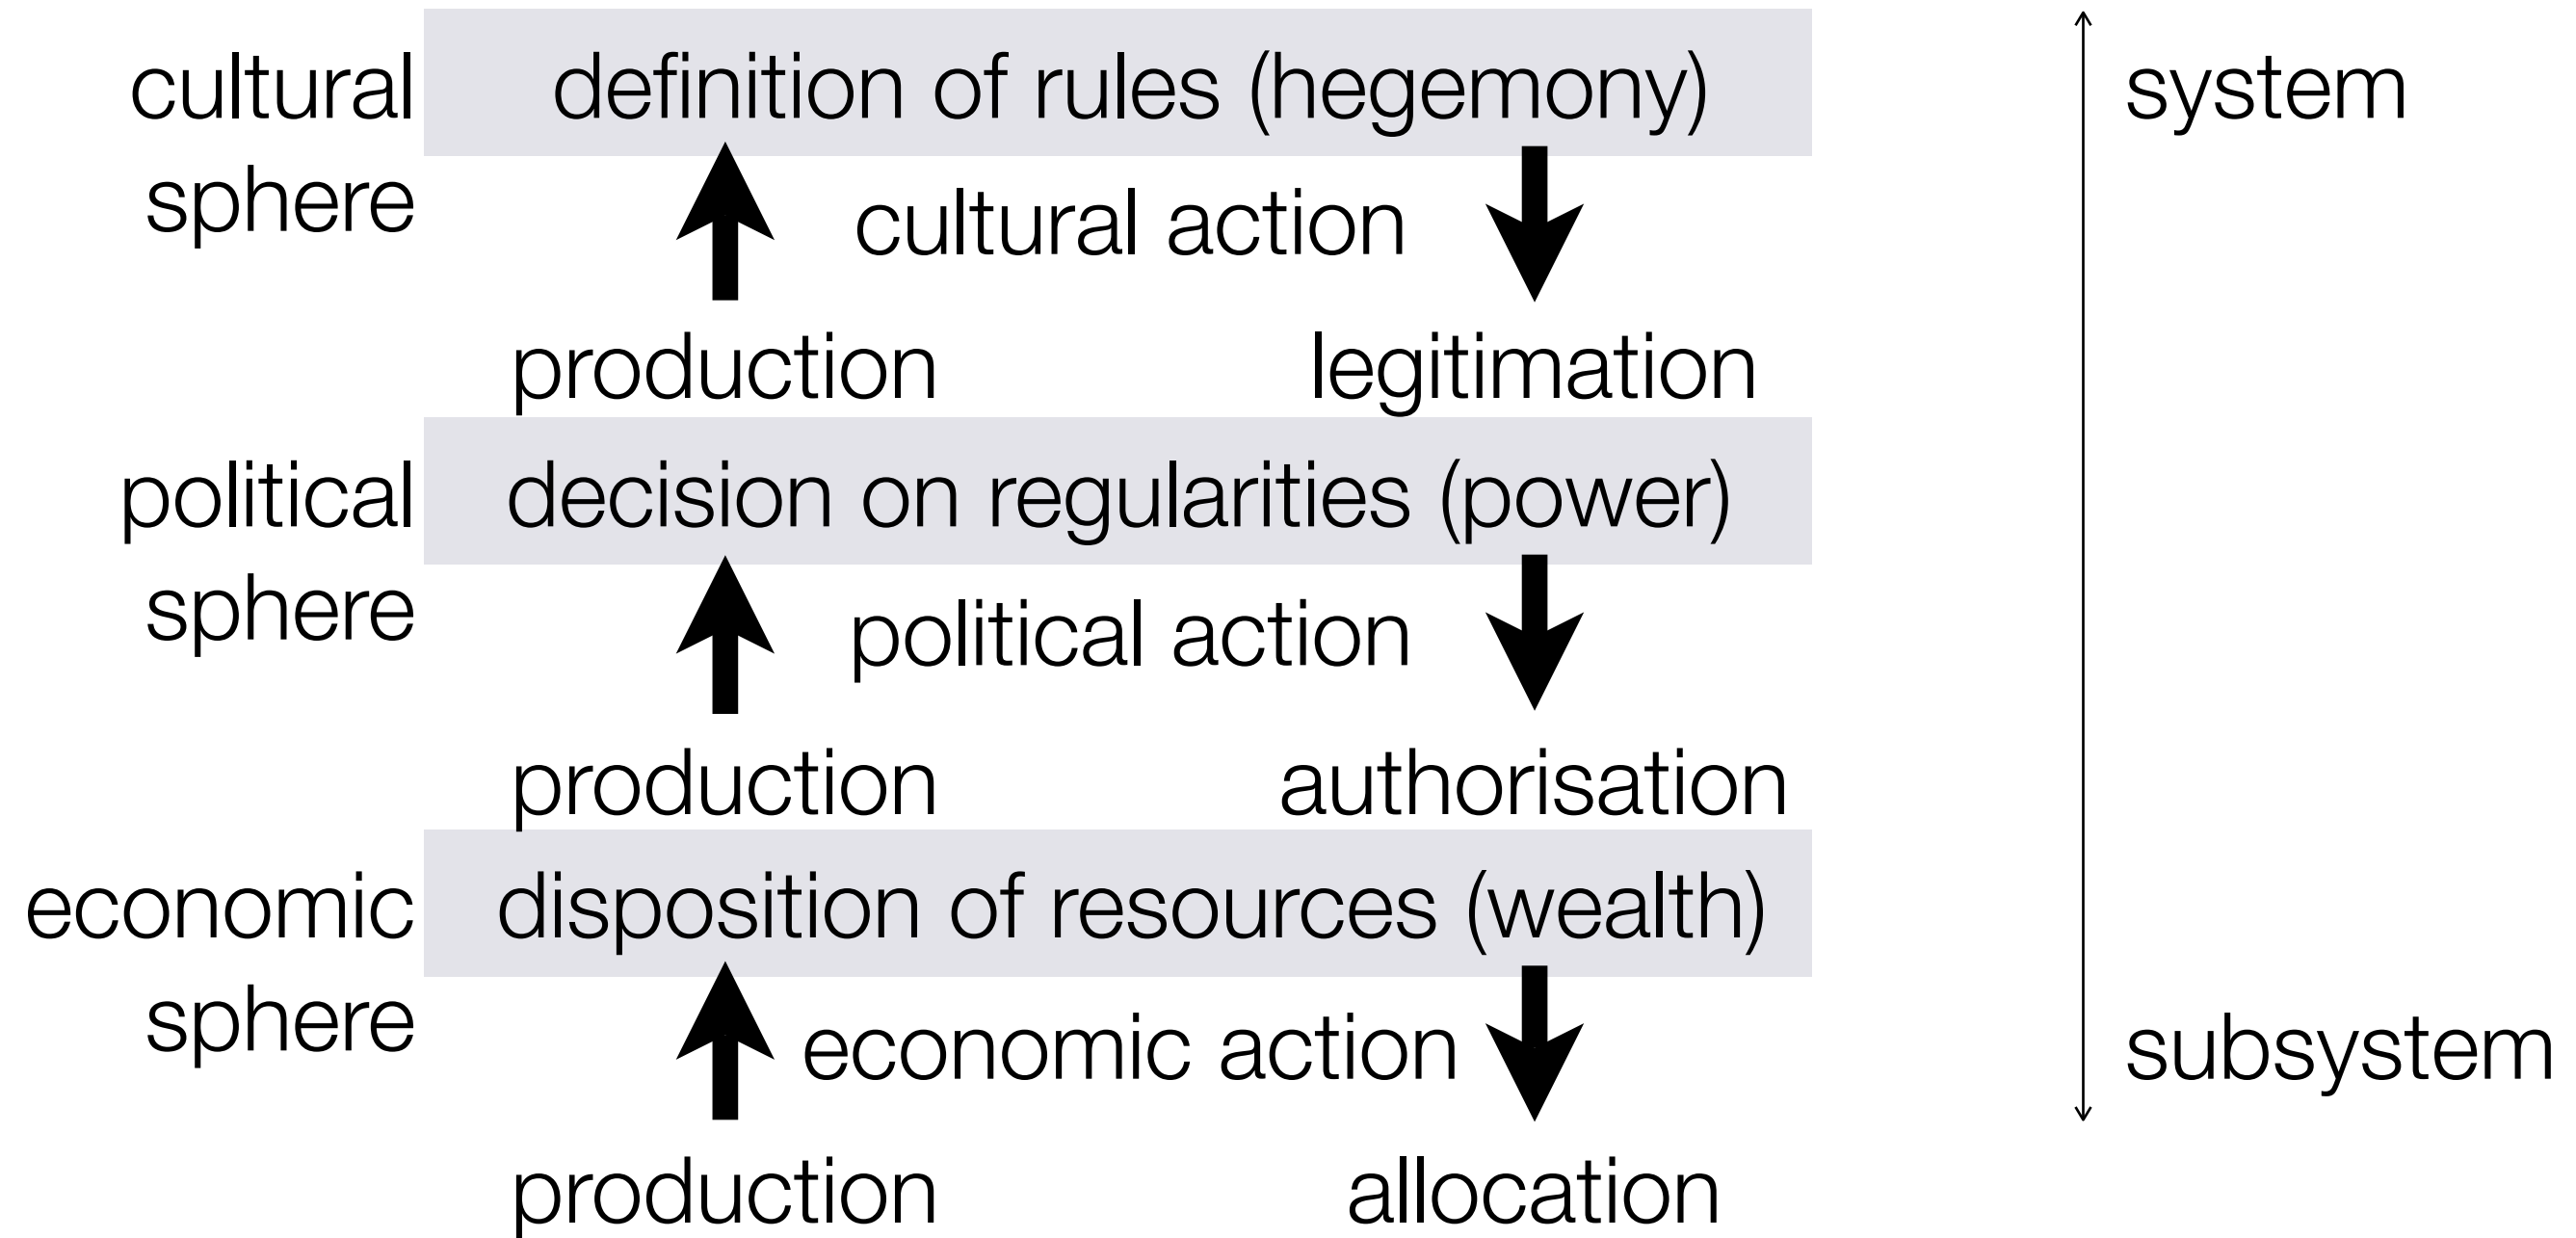 cultural
sphere
definition of rules (hegemony)
system
cultural action
production
legitimation
political
sphere
decision on regularities (power)
political action
production
authorisation
economic
sphere
disposition of resources (wealth)
economic action
subsystem
production
allocation